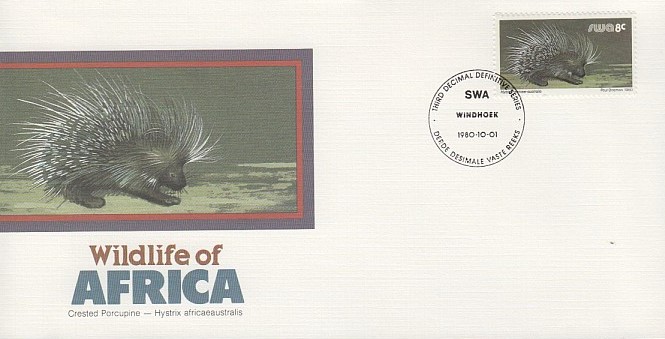 swa 8c
THIRD DECIMAL DEFINITIVE SERIES
SWA
WINDHOEK
1980-10-01
DERDE DESIMALE VASTE REEKS
Wildlife of
AFRICA
Crested Porcupine — Hystrix africaeaustralis